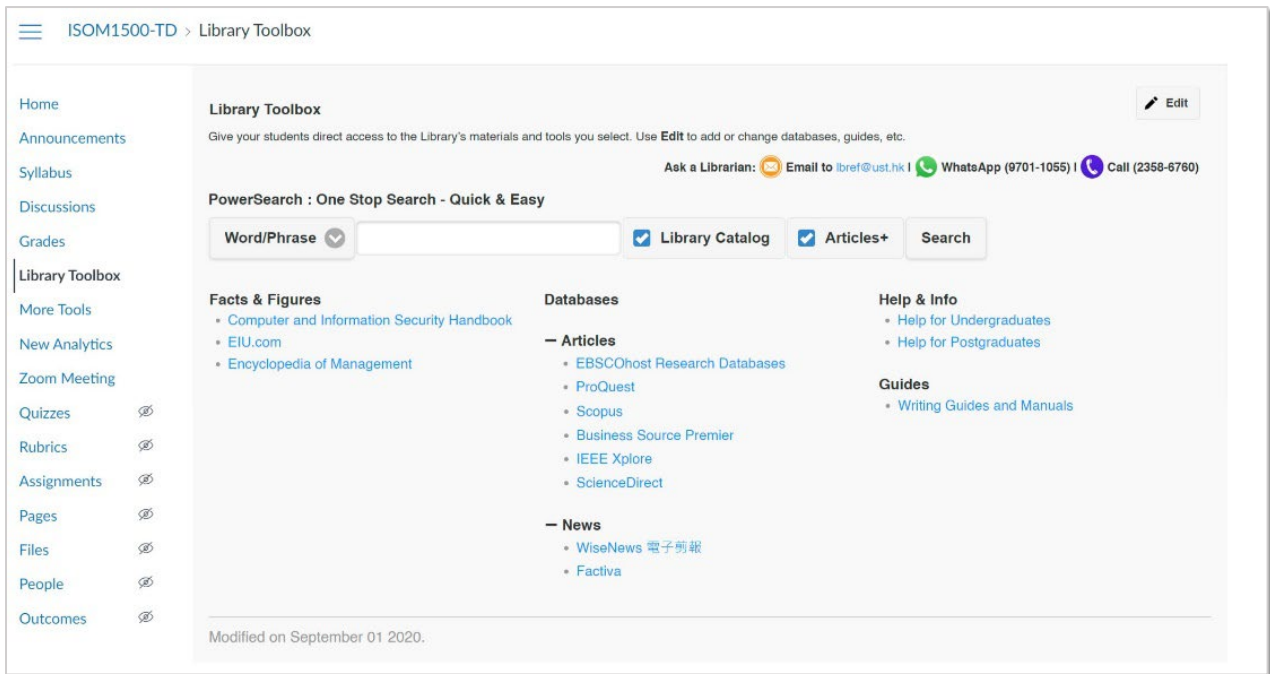 ISOM1500-TD > Library Toolbox
Home
Announcements
Syllabus
Discussions
Grades
Library Toolbox
More Tools
New Analytics
Zoom Meeting
Quizzes
Rubrics
Assignments
Pages
Files
People
Outcomes
Library Toolbox
Edit
Give your students direct access to the Library's materials and tools you select. Use Edit to add or change databases, guides, etc.
Ask a Librarian: Email to lbref@ust.hk I WhatsApp (9701-1055) I Call (2358-6760)
PowerSearch : One Stop Search - Quick & Easy
Word/Phrase Library Catalog Articles+ Search
Facts & Figures
• Computer and Information Security Handbook
• EIU.com
• Encyclopedia of Management
Databases
– Articles
• EBSCOhost Research Databases
• ProQuest
• Scopus
• Business Source Premier
• IEEE Xplore
• ScienceDirect
– News
• WiseNews 電子剪報
• Factiva
Help & Info
• Help for Undergraduates
• Help for Postgraduates
Guides
• Writing Guides and Manuals
Modified on September 01 2020.